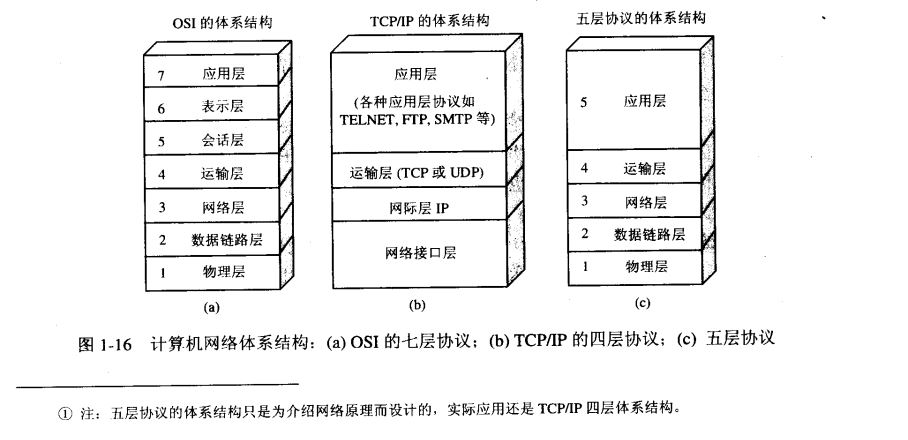 OSI 的体系结构
TCP/IP 的体系结构
五层协议的体系结构
7 应用层
6 表示层
5 会话层
4 运输层
3 网络层
2 数据链路层
1 物理层
(a)
应用层
(各种应用层协议如
TELNET, FTP, SMTP 等)
运输层 (TCP 或 UDP)
网际层 IP
网络接口层
(b)
5 应用层
4 运输层
3 网络层
2 数据链路层
1 物理层
(c)
图 1-16 计算机网络体系结构：(a) OSI 的七层协议；(b) TCP/IP 的四层协议；(c) 五层协议
① 注：五层协议的体系结构只是为介绍网络原理而设计的，实际应用还是 TCP/IP 四层体系结构。